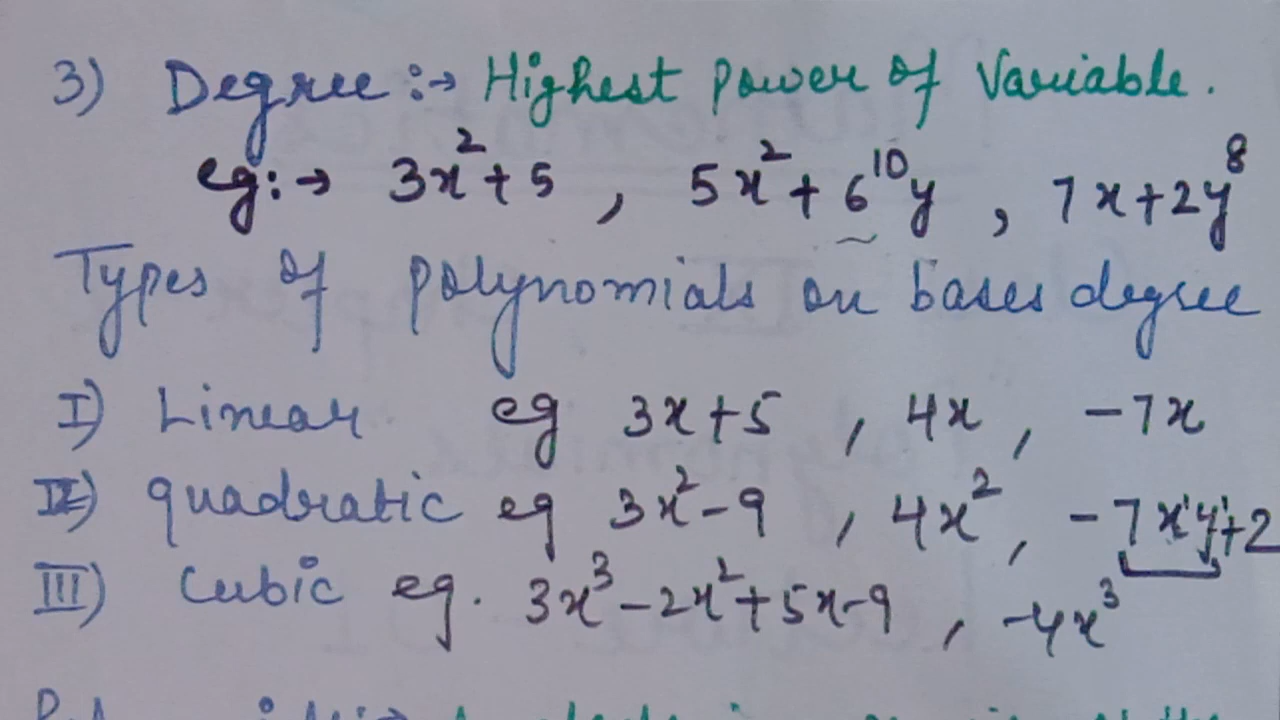 3) Degree :→ Highest power of Variable.
eg:→ 3x²+5 , 5x²+6¹⁰y , 7x+2y⁸
Types of polynomials on bases degree
I) Linear eg 3x+5 , 4x , -7x
II) quadratic eg 3x²-9 , 4x² , -7x¹y¹+2
III) Cubic eg. 3x³-2x²+5x-9 , -4x³